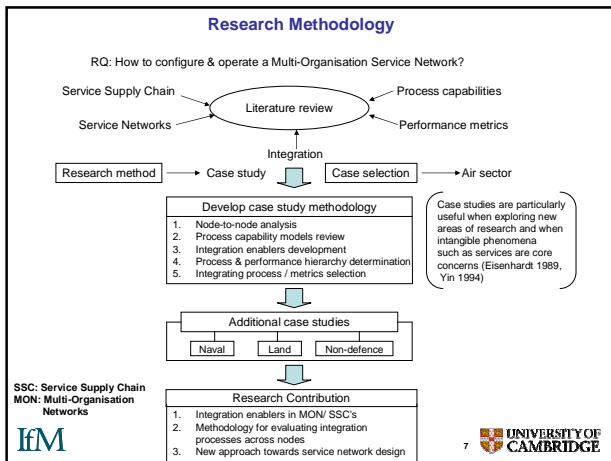 Research Methodology
RQ: How to configure & operate a Multi-Organisation Service Network?
Service Supply Chain
Process capabilities
Literature review
Service Networks
Performance metrics
Integration
Research method
Case study
Case selection
Air sector
Develop case study methodology
1. Node-to-node analysis
2. Process capability models review
3. Integration enablers development
4. Process & performance hierarchy determination
5. Integrating process / metrics selection
Case studies are particularly
useful when exploring new
areas of research and when
intangible phenomena
such as services are core
concerns (Eisenhardt 1989,
Yin 1994)
Additional case studies
Naval
Land
Non-defence
SSC: Service Supply Chain
MON: Multi-Organisation
Networks
Research Contribution
1. Integration enablers in MON/ SSC's
2. Methodology for evaluating integration
processes across nodes
3. New approach towards service network design
IfM
7
UNIVERSITY OF
CAMBRIDGE